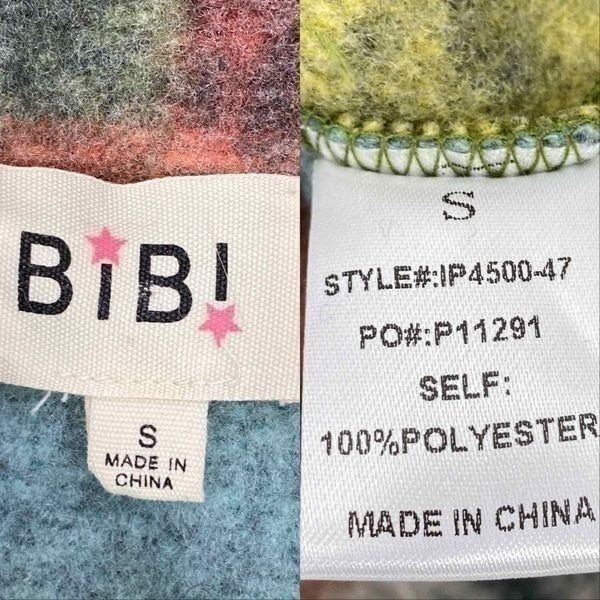 BiBi
S
MADE IN
CHINA
S
STYLE#:IP4500-47
PO#:P11291
SELF:
100%POLYESTER
MADE IN CHINA